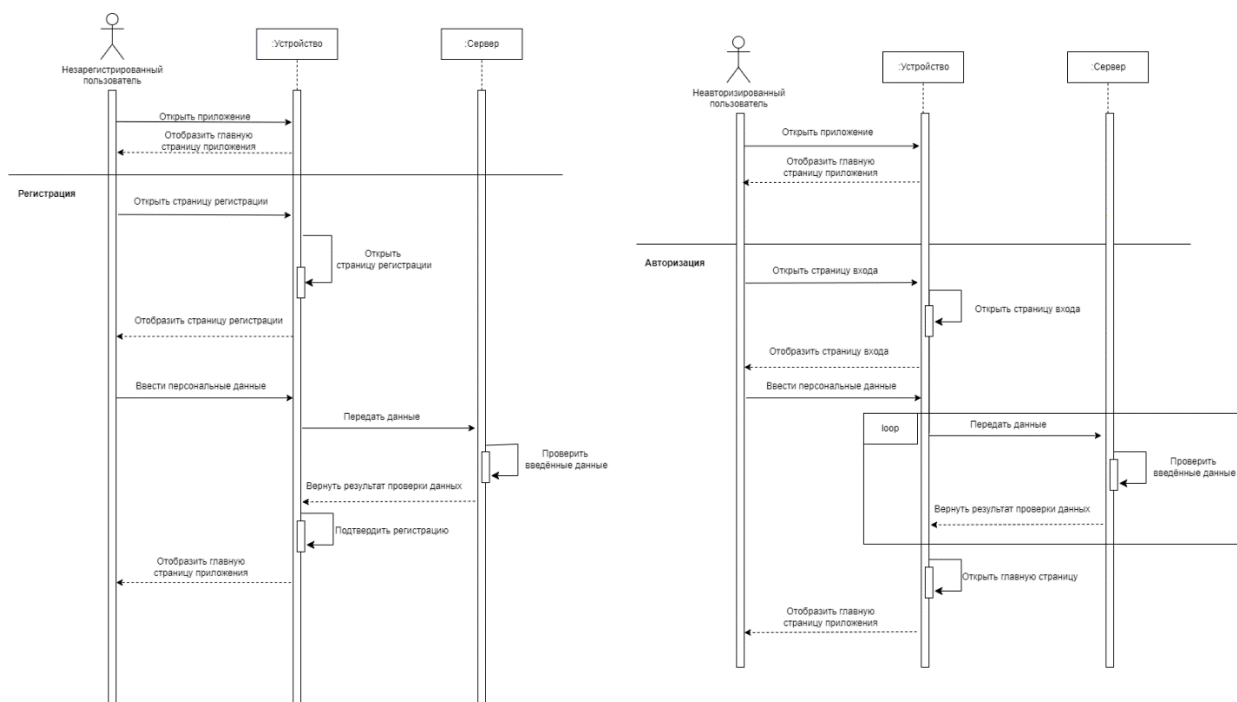 :Устройство
:Сервер
Незарегистрированный
пользователь
Открыть приложение
Отобразить главную
страницу приложения
Регистрация
Открыть страницу регистрации
Открыть
страницу регистрации
Отобразить страницу регистрации
Ввести персональные данные
Передать данные
Проверить
введённые данные
Вернуть результат проверки данных
Подтвердить регистрацию
Отобразить главную
страницу приложения
:Устройство
:Сервер
Неавторизированный
пользователь
Открыть приложение
Отобразить главную
страницу приложения
Авторизация
Открыть страницу входа
Открыть страницу входа
Отобразить страницу входа
Ввести персональные данные
loop
Передать данные
Проверить
введённые данные
Вернуть результат проверки данных
Открыть главную страницу
Отобразить главную
страницу приложения